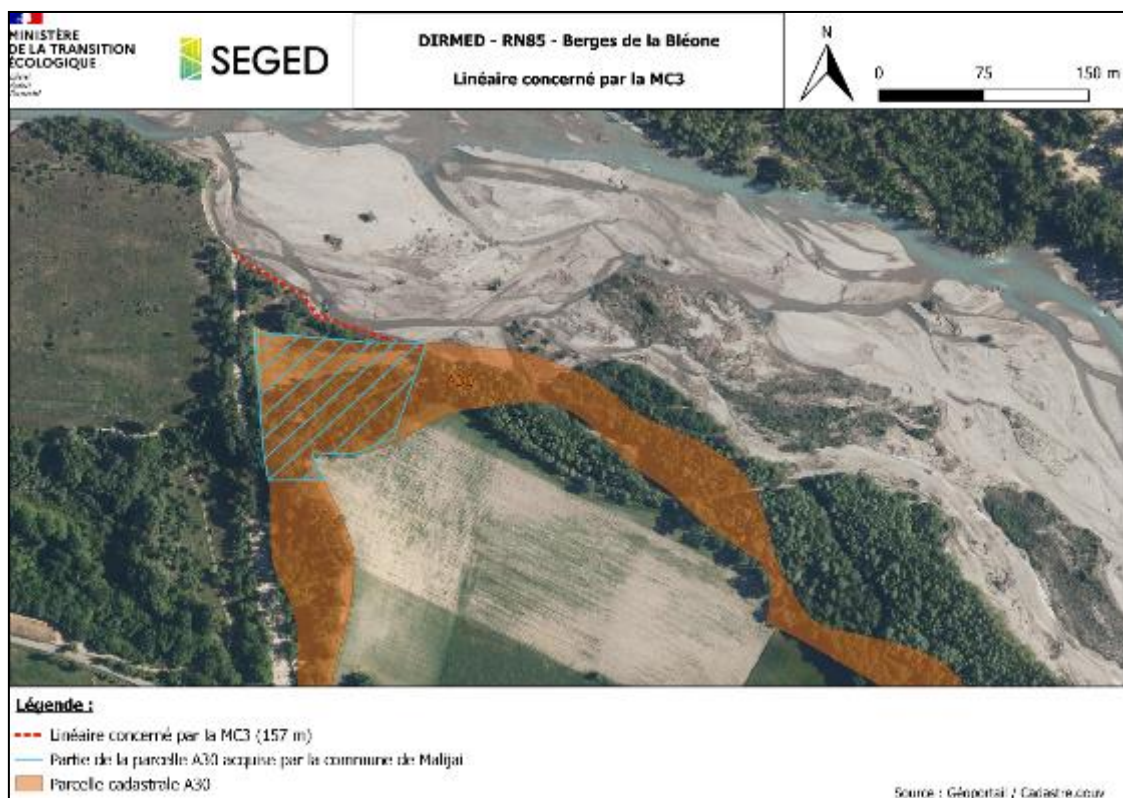 MINISTÈRE
DE LA TRANSITION
ÉCOLOGIQUE
SEGED
DIRMED - RN85 - Berges de la Bléone
Linéaire concerné par la MC3
N
0 75 150 m
A30
Légende :
Linéaire concerné par la MC3 (157 m)
Partie de la parcelle A30 acquise par la commune de Malijai
Parcelle cadastrale A30
Source : Géoportail / Cadastre.gouv